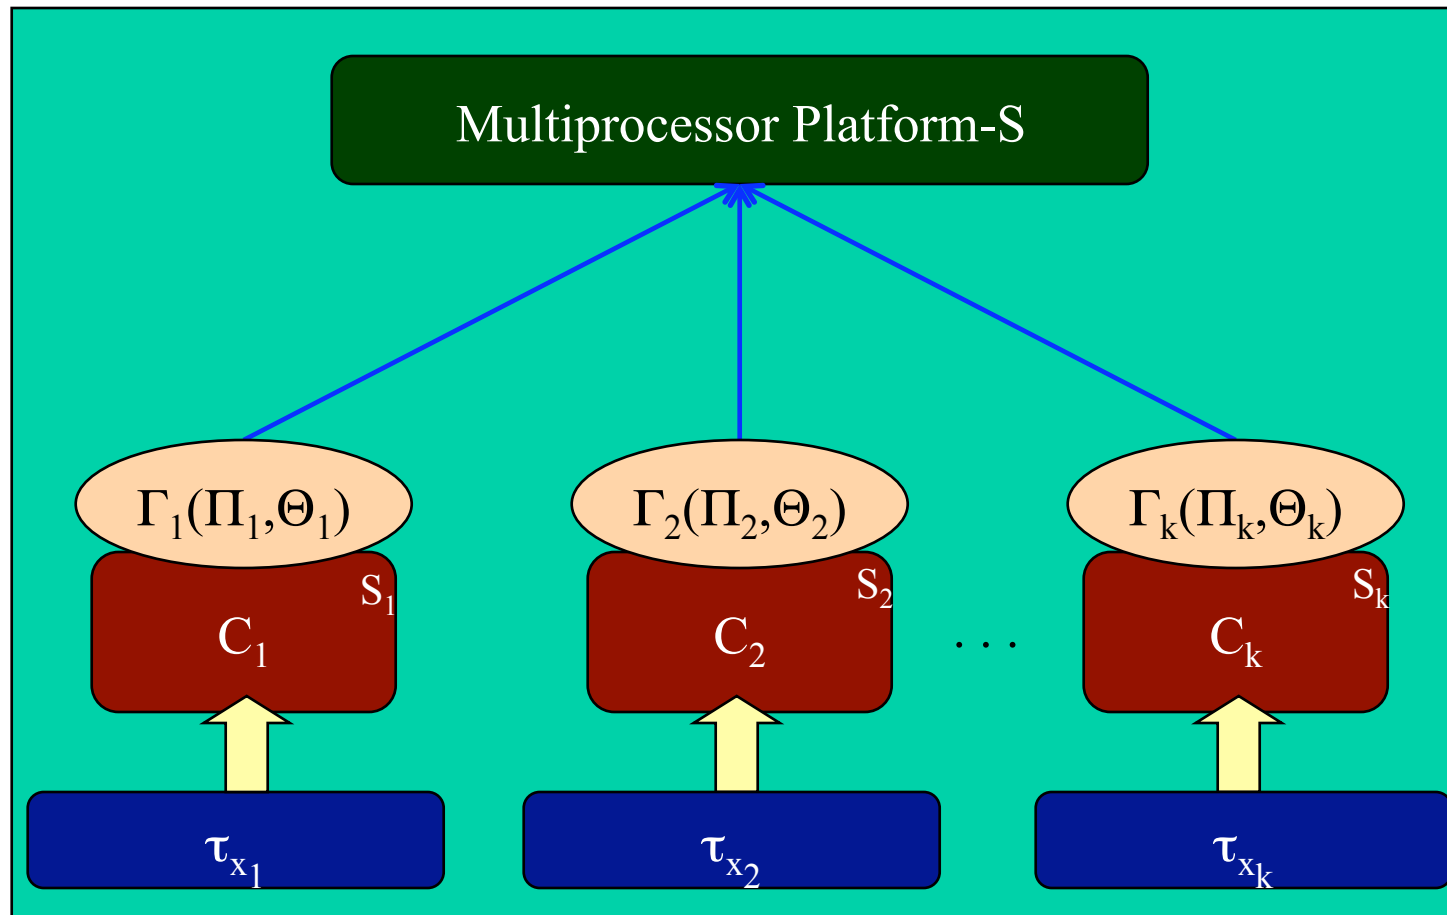 Multiprocessor Platform-S
Γ₁(Π₁,Θ₁) Γ₂(Π₂,Θ₂) Γₖ(Πₖ,Θₖ)
S₁ S₂ Sₖ
C₁ C₂ . . . Cₖ
τx₁ τx₂ τxₖ